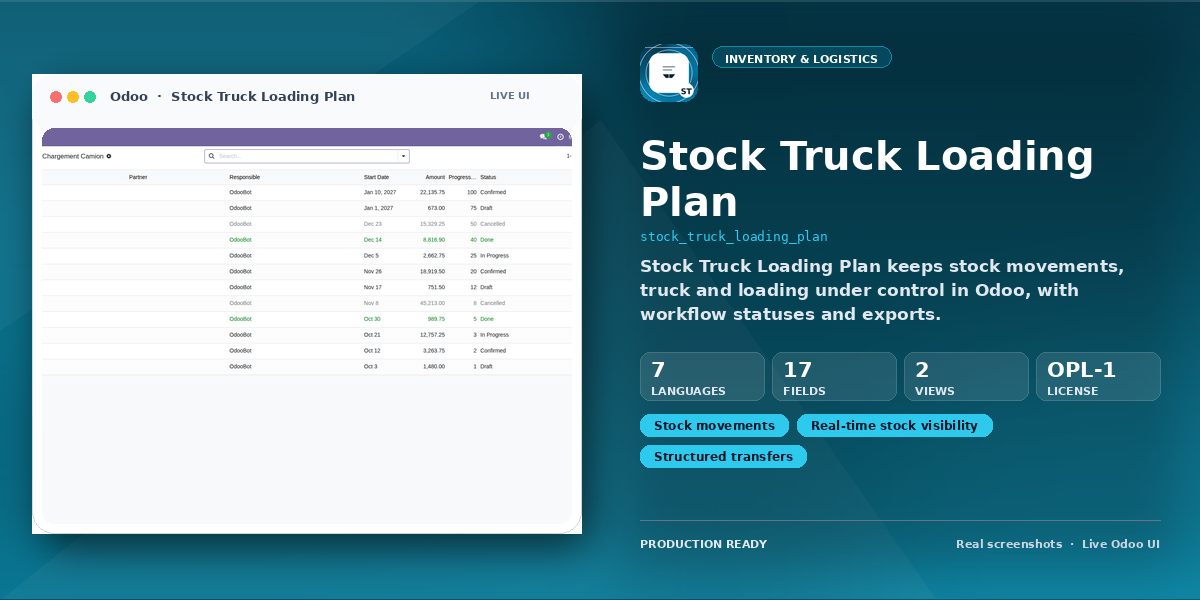 Odoo · Stock Truck Loading Plan
LIVE UI
Chargement Camion
Search...
Partner Responsible Start Date Amount Progress... Status
OdooBot Jan 10, 2027 22,135.75 100 Confirmed
OdooBot Jan 1, 2027 673.00 75 Draft
OdooBot Dec 23 15,329.25 50 Cancelled
OdooBot Dec 14 8,816.90 40 Done
OdooBot Dec 5 2,662.75 25 In Progress
OdooBot Nov 26 18,919.50 20 Confirmed
OdooBot Nov 17 751.50 12 Draft
OdooBot Nov 8 45,213.00 8 Cancelled
OdooBot Oct 30 989.75 5 Done
OdooBot Oct 21 12,757.25 3 In Progress
OdooBot Oct 12 3,263.75 2 Confirmed
OdooBot Oct 3 1,480.00 1 Draft
ST
INVENTORY & LOGISTICS
Stock Truck Loading
Plan
stock_truck_loading_plan
Stock Truck Loading Plan keeps stock movements,
truck and loading under control in Odoo, with
workflow statuses and exports.
7
LANGUAGES
17
FIELDS
2
VIEWS
OPL-1
LICENSE
Stock movements
Real-time stock visibility
Structured transfers
PRODUCTION READY
Real screenshots · Live Odoo UI